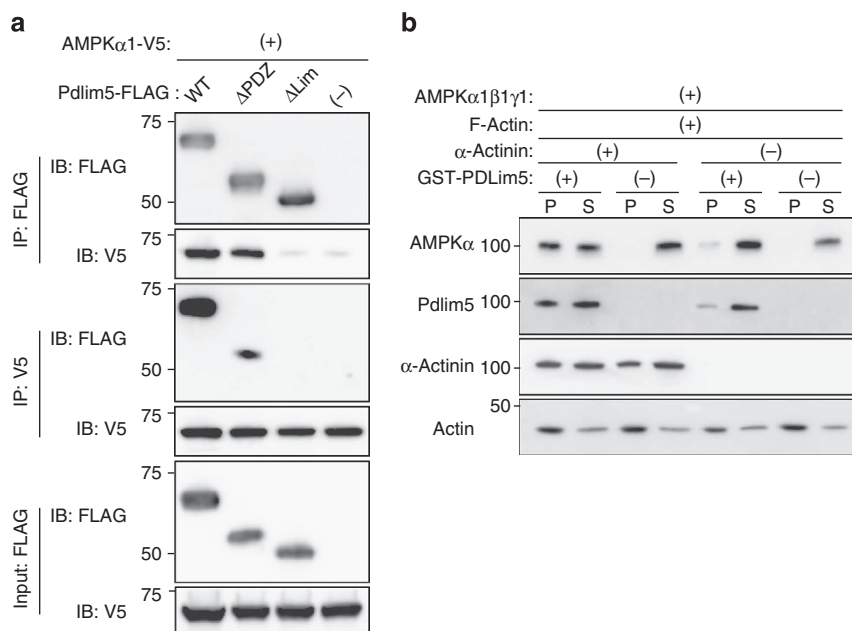 a
AMPKα1-V5: (+)
Pdlim5-FLAG : WT ΔPDZ ΔLim (–)
IP: FLAG
75
IB: FLAG
50
75
IB: V5
IP: V5
75
IB: FLAG
50
75
IB: V5
Input: FLAG
75
IB: FLAG
50
75
IB: V5
b
AMPKα1β1γ1: (+)
F-Actin: (+)
α-Actinin: (+) (–)
GST-PDLim5: (+) (–) (+) (–)
P S P S P S P S
AMPKα 100
Pdlim5 100
α-Actinin 100
50
Actin